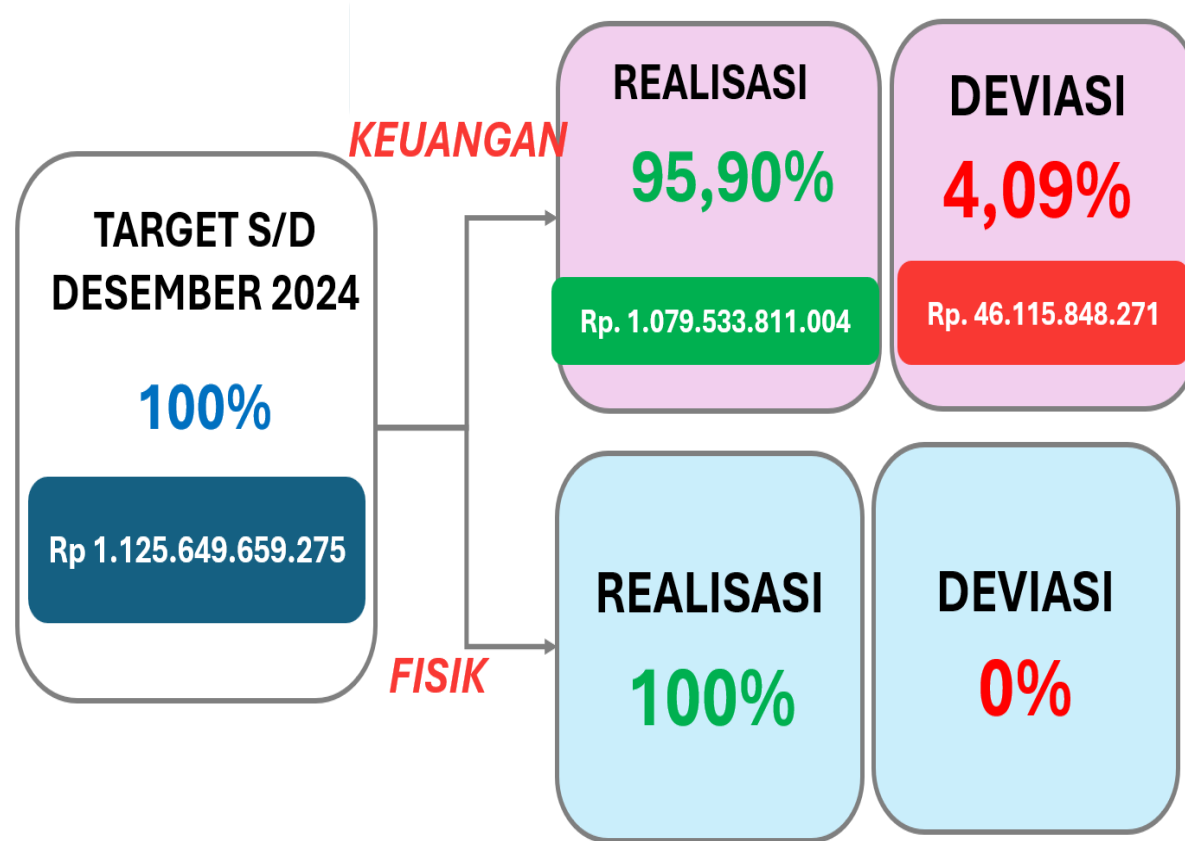 TARGET S/D
DESEMBER 2024
100%
Rp 1.125.649.659.275
KEUANGAN
REALISASI
95,90%
Rp. 1.079.533.811.004
DEVIASI
4,09%
Rp. 46.115.848.271
FISIK
REALISASI
100%
DEVIASI
0%